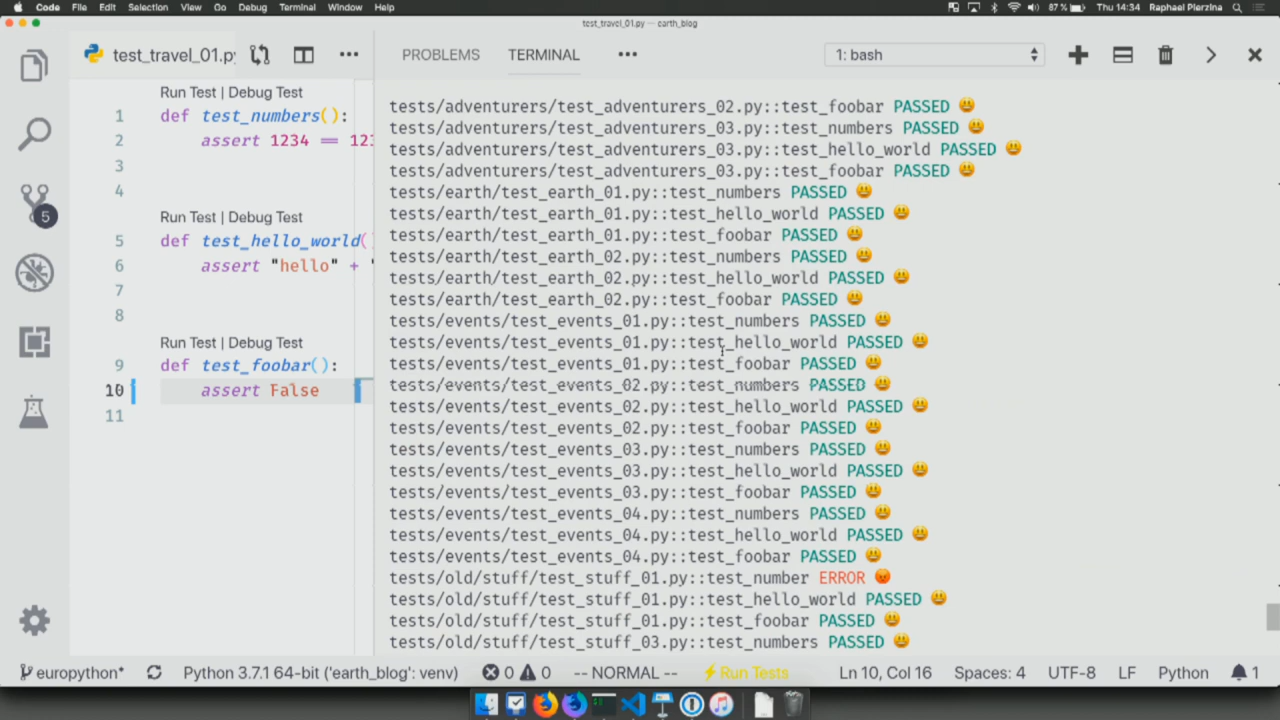 Code File Edit Selection View Go Debug Terminal Window Help 87% Thu 14:34 Raphael Pierzina
test_travel_01.py — earth_blog
test_travel_01.py
PROBLEMS TERMINAL 1: bash
Run Test | Debug Test
1 def test_numbers():
2 assert 1234 == 123
3
4
Run Test | Debug Test
5 def test_hello_world(
6 assert "hello" + "
7
8
Run Test | Debug Test
9 def test_foobar():
10 assert False
11
5
tests/adventurers/test_adventurers_02.py::test_foobar PASSED 😃
tests/adventurers/test_adventurers_03.py::test_numbers PASSED 😃
tests/adventurers/test_adventurers_03.py::test_hello_world PASSED 😃
tests/adventurers/test_adventurers_03.py::test_foobar PASSED 😃
tests/earth/test_earth_01.py::test_numbers PASSED 😃
tests/earth/test_earth_01.py::test_hello_world PASSED 😃
tests/earth/test_earth_01.py::test_foobar PASSED 😃
tests/earth/test_earth_02.py::test_numbers PASSED 😃
tests/earth/test_earth_02.py::test_hello_world PASSED 😃
tests/earth/test_earth_02.py::test_foobar PASSED 😃
tests/events/test_events_01.py::test_numbers PASSED 😃
tests/events/test_events_01.py::test_hello_world PASSED 😃
tests/events/test_events_01.py::test_foobar PASSED 😃
tests/events/test_events_02.py::test_numbers PASSED 😃
tests/events/test_events_02.py::test_hello_world PASSED 😃
tests/events/test_events_02.py::test_foobar PASSED 😃
tests/events/test_events_03.py::test_numbers PASSED 😃
tests/events/test_events_03.py::test_hello_world PASSED 😃
tests/events/test_events_03.py::test_foobar PASSED 😃
tests/events/test_events_04.py::test_numbers PASSED 😃
tests/events/test_events_04.py::test_hello_world PASSED 😃
tests/events/test_events_04.py::test_foobar PASSED 😃
tests/old/stuff/test_stuff_01.py::test_number ERROR 😡
tests/old/stuff/test_stuff_01.py::test_hello_world PASSED 😃
tests/old/stuff/test_stuff_01.py::test_foobar PASSED 😃
tests/old/stuff/test_stuff_03.py::test_numbers PASSED 😃
europython* Python 3.7.1 64-bit ('earth_blog': venv) 0 0 -- NORMAL -- ⚡Run Tests Ln 10, Col 16 Spaces: 4 UTF-8 LF Python 1